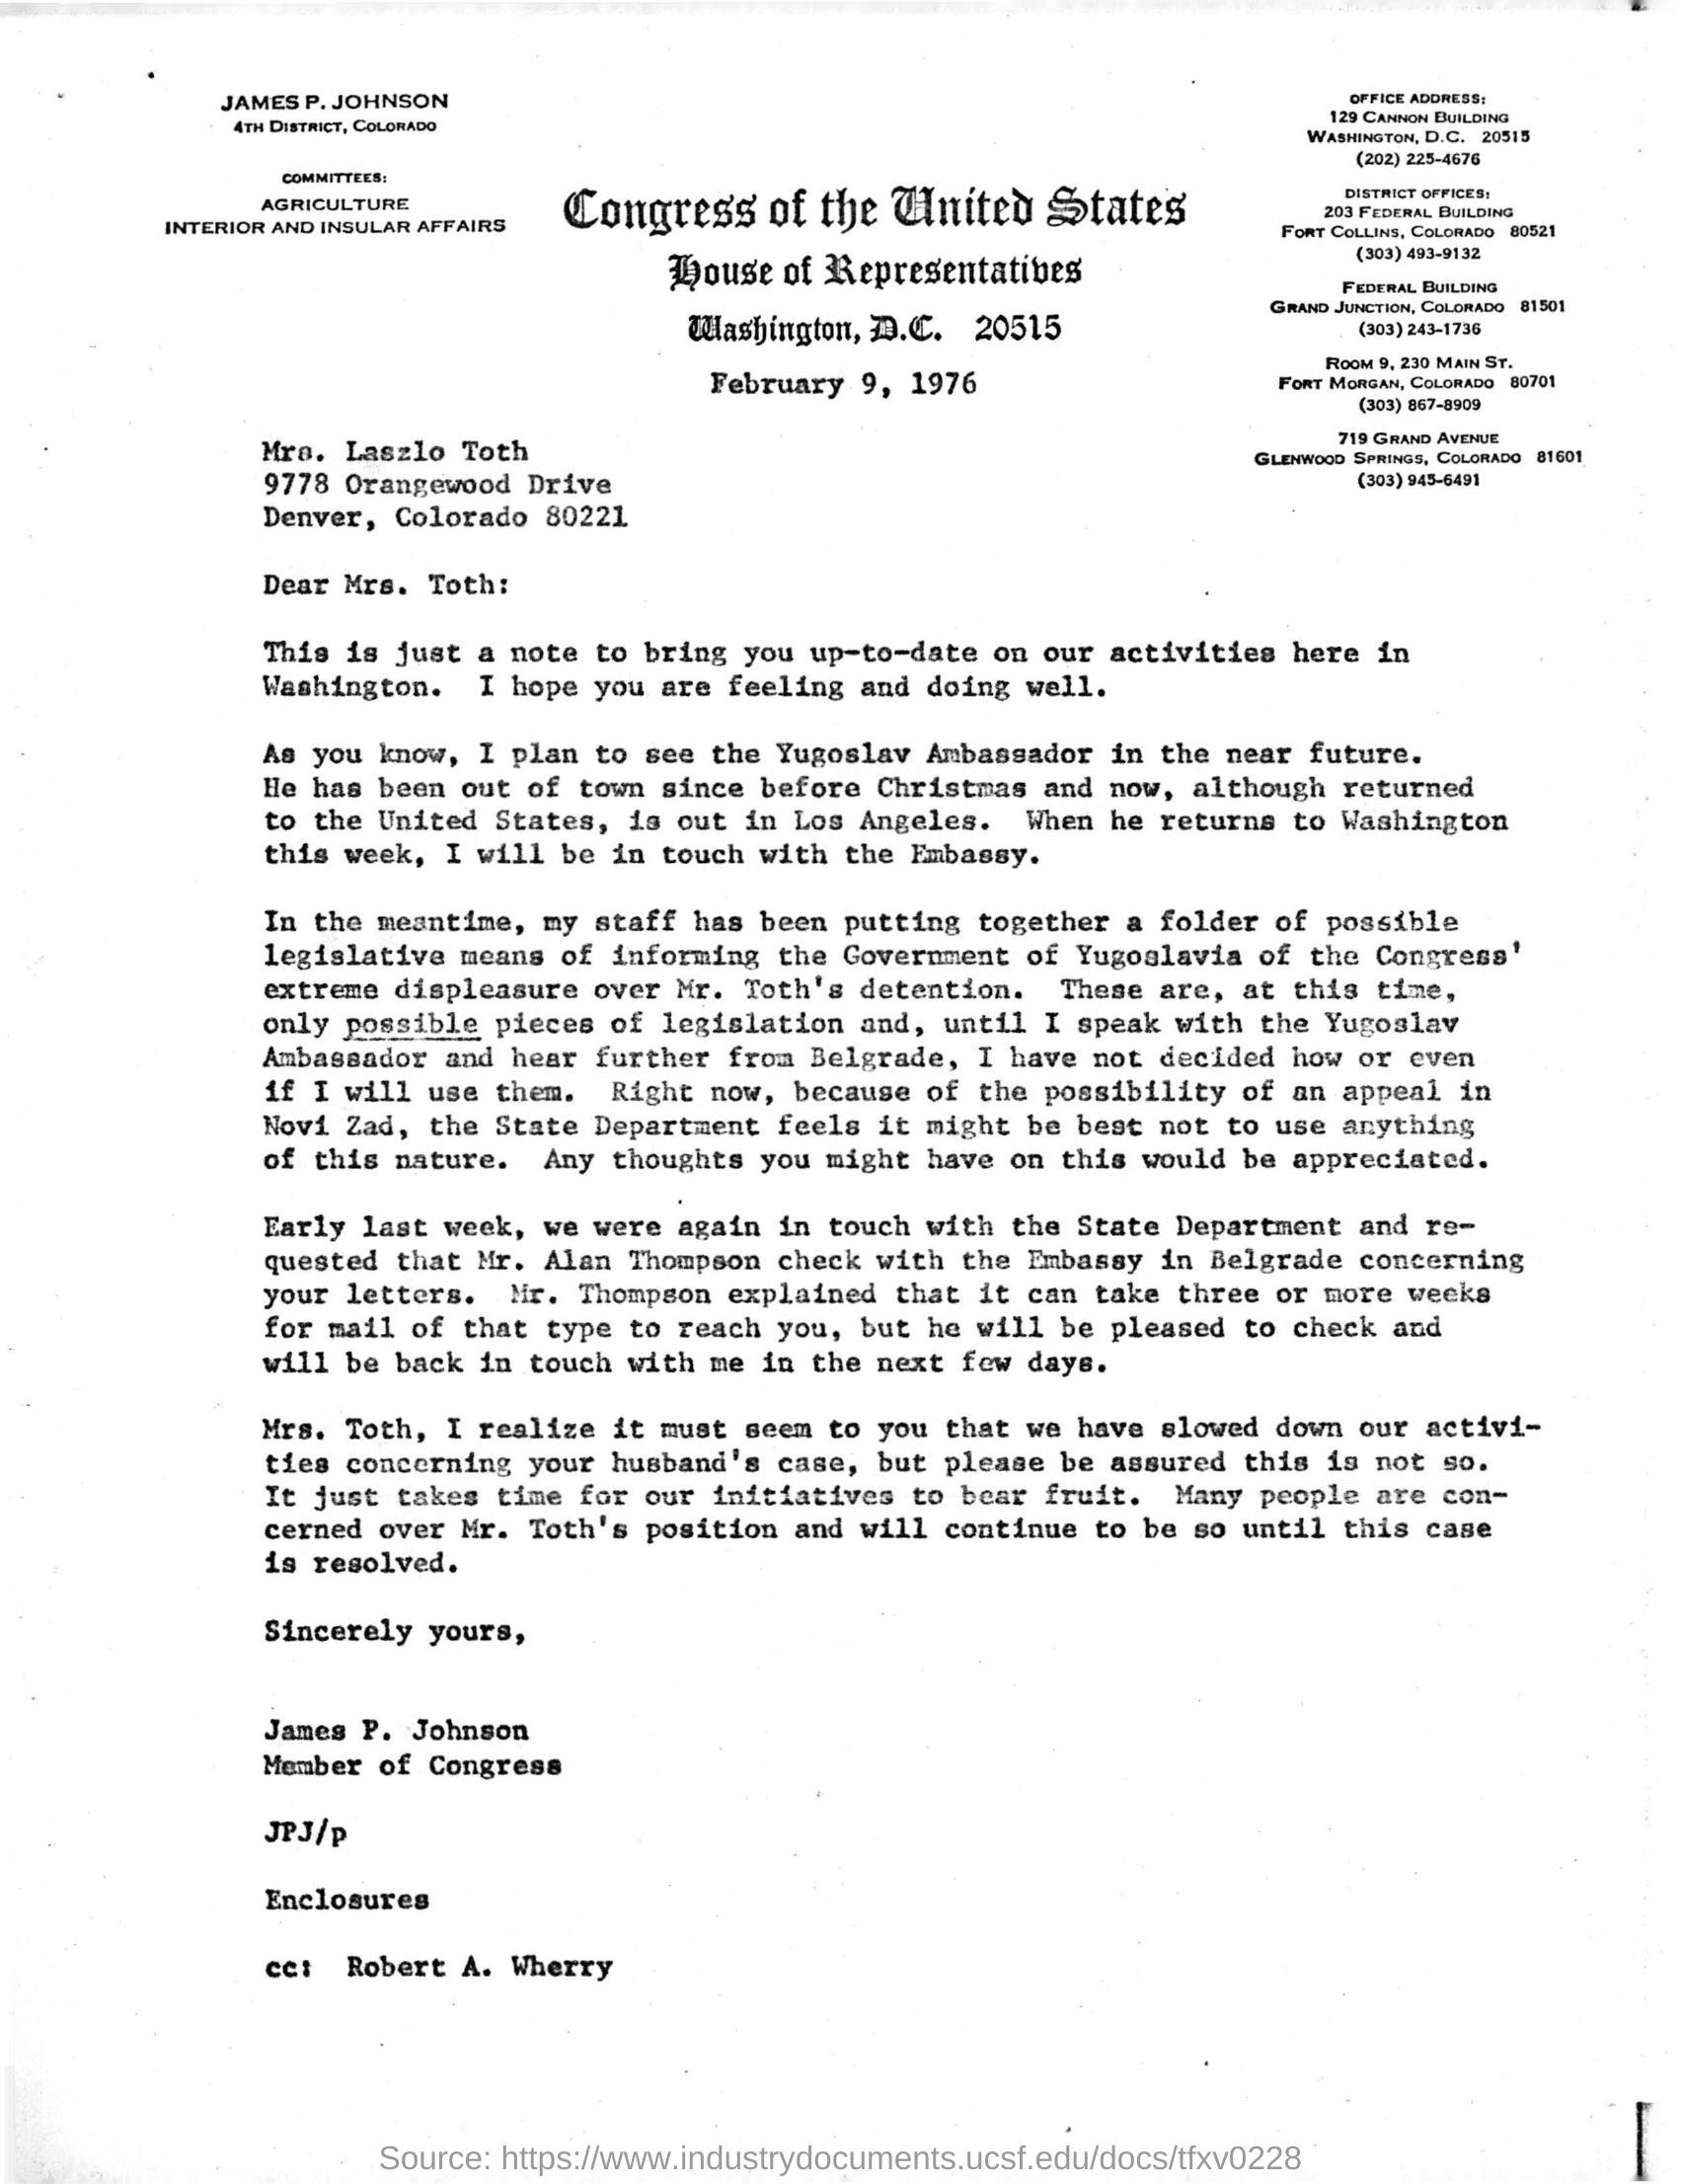 JAMES P. JOHNSON
4TH DISTRICT, COLORADO
COMMITTEES:
AGRICULTURE
INTERIOR AND INSULAR AFFAIRS
OFFICE ADDRESS:
129 CANNON BUILDING
WASHINGTON, D.C. 20515
(202) 225-4676
DISTRICT OFFICES:
203 FEDERAL BUILDING
FORT COLLINS, COLORADO 80521
(303) 493-9132
FEDERAL BUILDING
GRAND JUNCTION, COLORADO 81501
(303) 243-1736
ROOM 9, 230 MAIN ST.
FORT MORGAN, COLORADO 80701
(303) 867-8909
719 GRAND AVENUE
GLENWOOD SPRINGS, COLORADO 81601
(303) 945-6491
Congress of the United States
House of Representatives
Washington, D.C. 20515
February 9, 1976
Mrs. Laszlo Toth
9778 Orangewood Drive
Denver, Colorado 80221
Dear Mrs. Toth:
This is just a note to bring you up-to-date on our activities here in
Washington. I hope you are feeling and doing well.
As you know, I plan to see the Yugoslav Ambassador in the near future.
He has been out of town since before Christmas and now, although returned
to the United States, is out in Los Angeles. When he returns to Washington
this week, I will be in touch with the Embassy.
In the meantime, my staff has been putting together a folder of possible
legislative means of informing the Government of Yugoslavia of the Congress'
extreme displeasure over Mr. Toth's detention. These are, at this time,
only possible pieces of legislation and, until I speak with the Yugoslav
Ambassador and hear further from Belgrade, I have not decided how or even
if I will use them. Right now, because of the possibility of an appeal in
Novi Zad, the State Department feels it might be best not to use anything
of this nature. Any thoughts you might have on this would be appreciated.
Early last week, we were again in touch with the State Department and re-
quested that Mr. Alan Thompson check with the Embassy in Belgrade concerning
your letters. Mr. Thompson explained that it can take three or more weeks
for mail of that type to reach you, but he will be pleased to check and
will be back in touch with me in the next few days.
Mrs. Toth, I realize it must seem to you that we have slowed down our activi-
ties concerning your husband's case, but please be assured this is not so.
It just takes time for our initiatives to bear fruit. Many people are con-
cerned over Mr. Toth's position and will continue to be so until this case
is resolved.
Sincerely yours,
James P. Johnson
Member of Congress
JPJ/p
Enclosures
cc: Robert A. Wherry
Source: https://www.industrydocuments.ucsf.edu/docs/tfxv0228